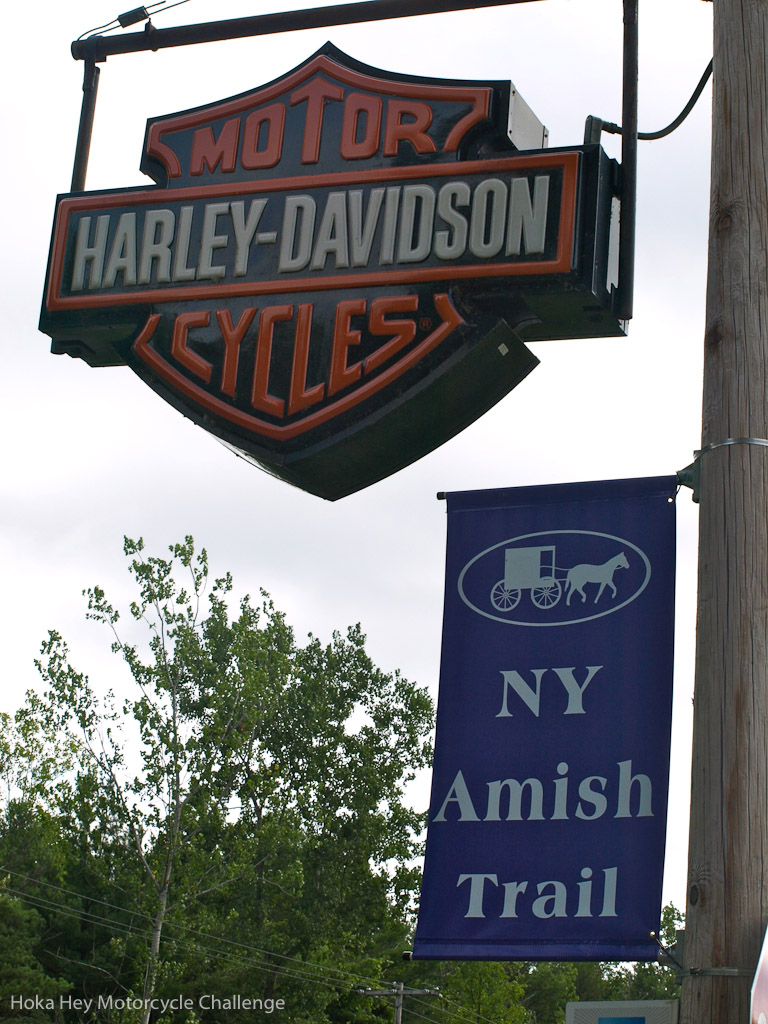 MOTOR
HARLEY-DAVIDSON
CYCLES®
NY
Amish
Trail
Hoka Hey Motorcycle Challenge